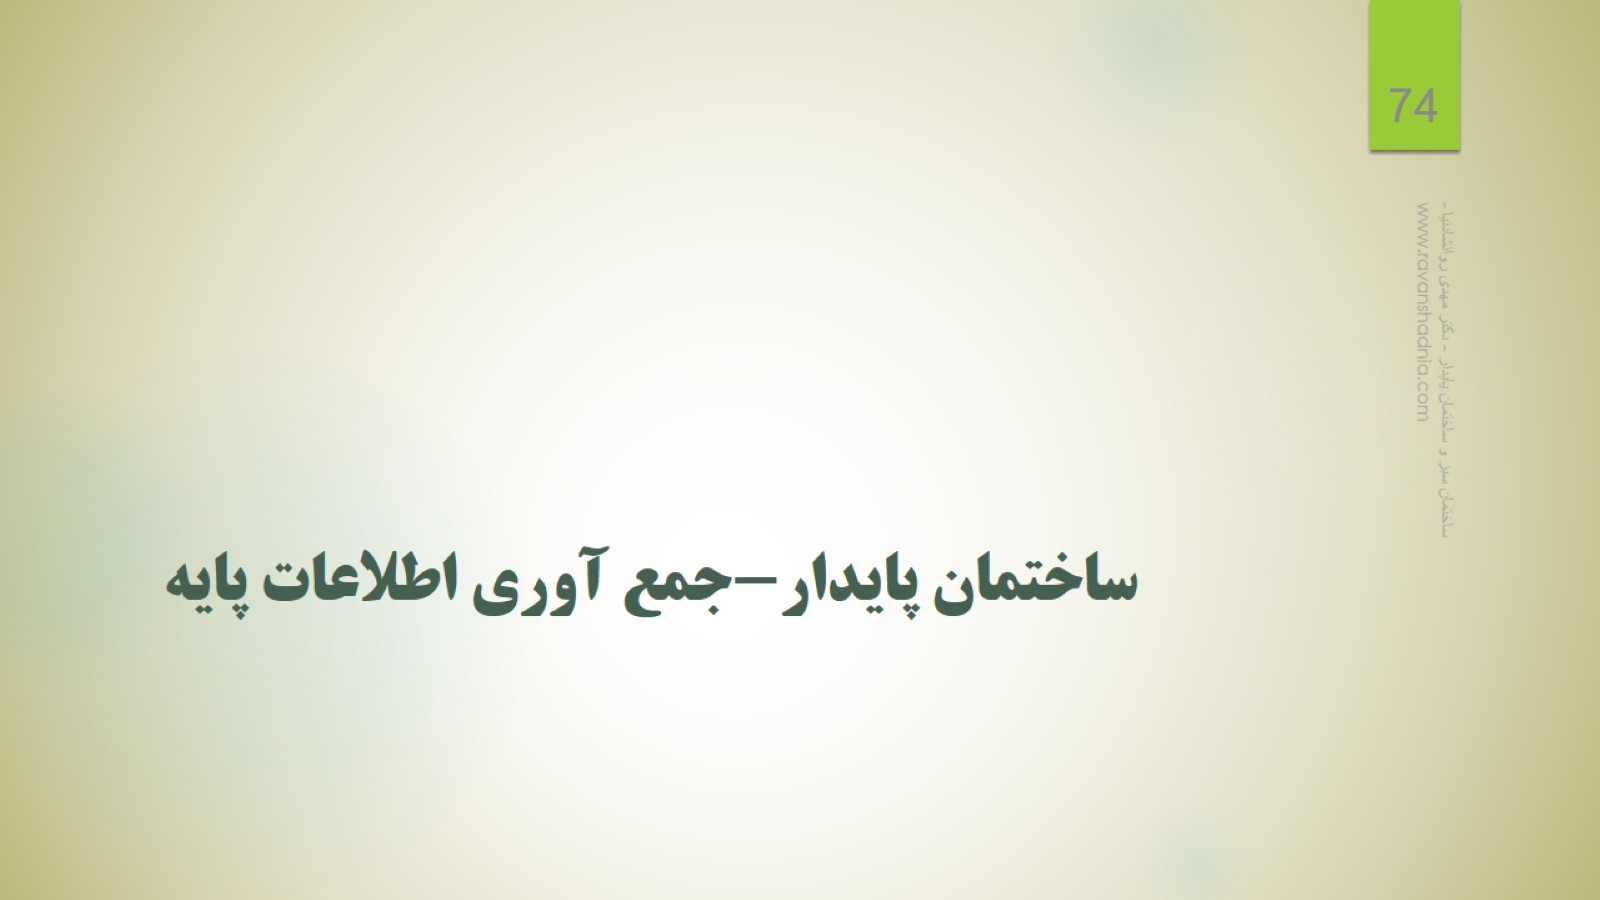 74
ساختمان سبز و ساختمان پایدار - دکتر مهدی روانشادنیا -
www.ravanshadnia.com
ساختمان پایدار –جمع آوری اطلاعات پایه